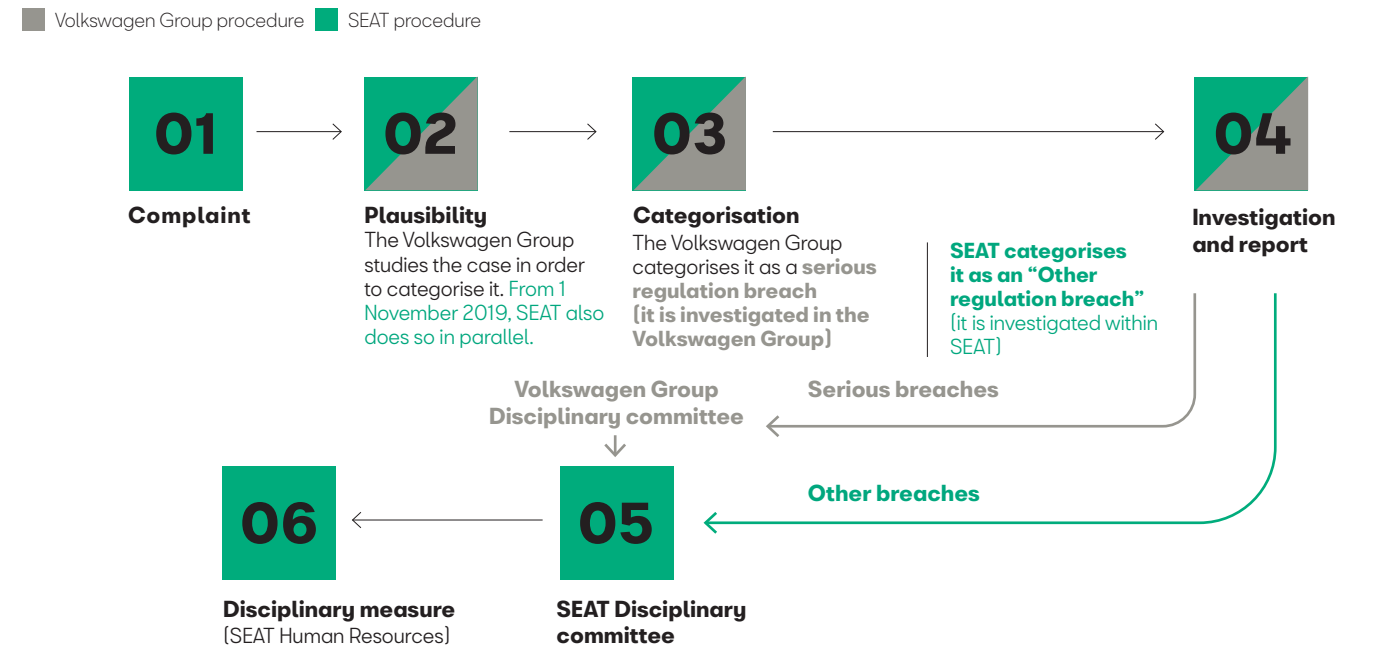 Volkswagen Group procedure
SEAT procedure
01
Complaint
02
Plausibility
The Volkswagen Group
studies the case in order
to categorise it. From 1
November 2019, SEAT also
does so in parallel.
03
Categorisation
The Volkswagen Group
categorises it as a serious
regulation breach
(it is investigated in the
Volkswagen Group)
SEAT categorises
it as an “Other
regulation breach”
(it is investigated within
SEAT)
04
Investigation
and report
Serious breaches
Volkswagen Group
Disciplinary committee
Other breaches
05
SEAT Disciplinary
committee
06
Disciplinary measure
(SEAT Human Resources)